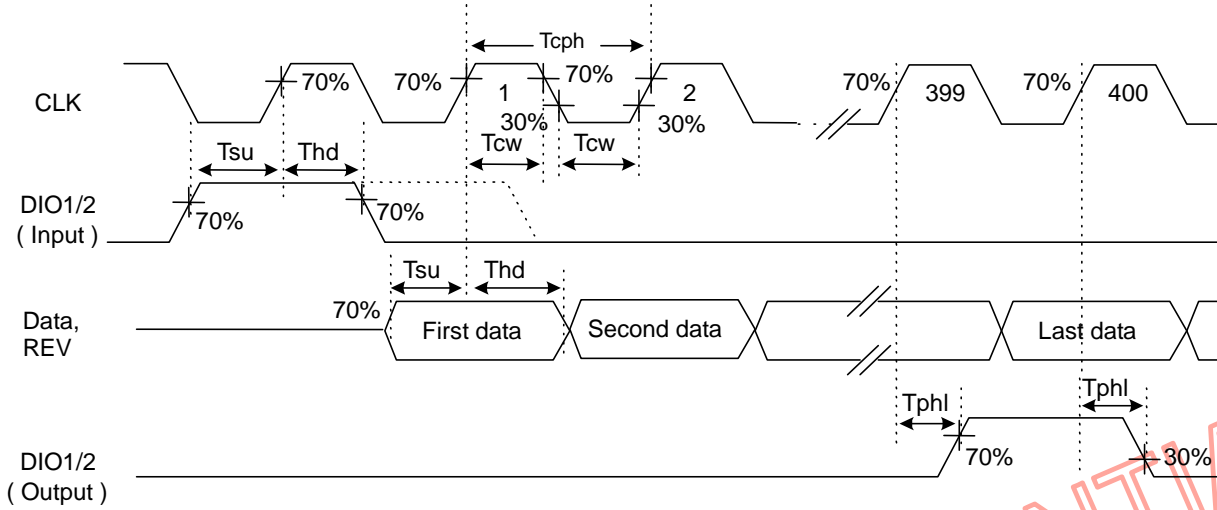 Tcph
CLK
70%
70%
1
70%
30%
2
30%
70%
399
70%
400
Tcw
Tcw
Tsu
Thd
DIO1/2
( Input )
70%
70%
Tsu
Thd
Data,
REV
70%
First data
Second data
Last data
Tphl
Tphl
DIO1/2
( Output )
70%
30%